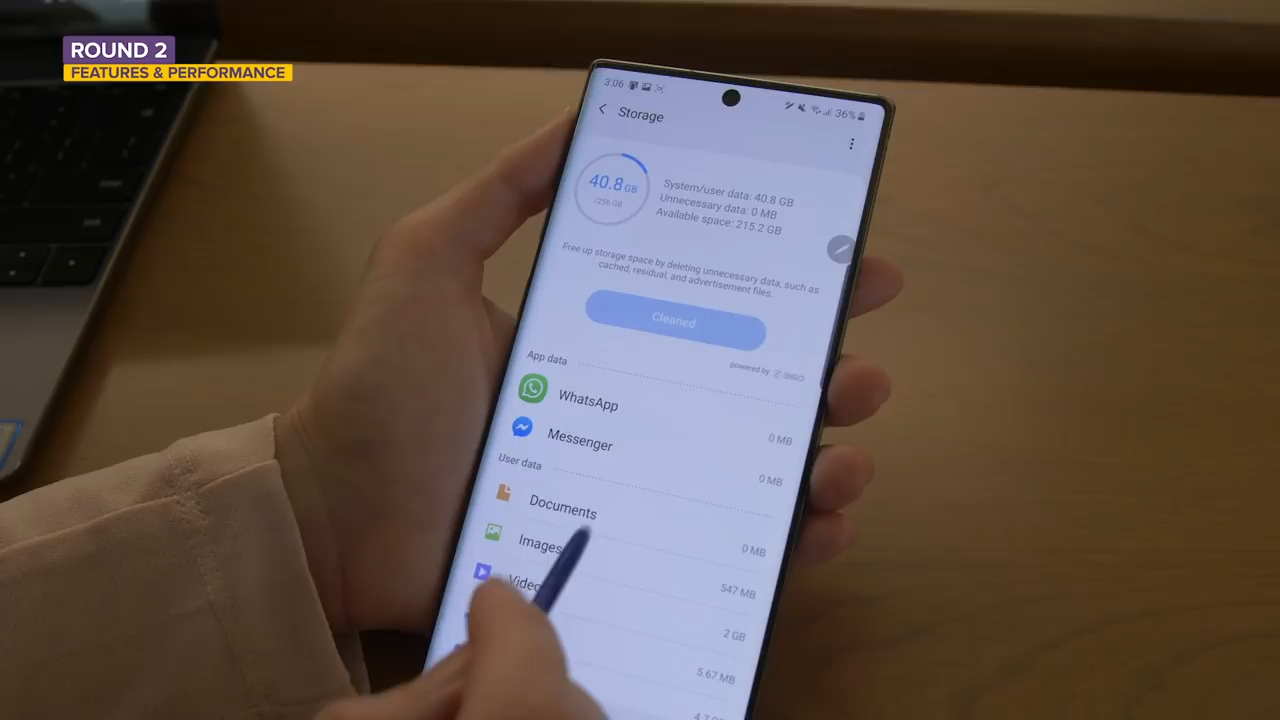 ROUND 2
FEATURES & PERFORMANCE
3:06
36%
Storage
40.8 GB
/256 GB
System/user data: 40.8 GB
Unnecessary data: 0 MB
Available space: 215.2 GB
Free up storage space by deleting unnecessary data, such as
cached, residual, and advertisement files.
Cleaned
powered by
App data
WhatsApp
0 MB
Messenger
0 MB
User data
Documents
0 MB
Images
547 MB
2 GB
5.67 MB